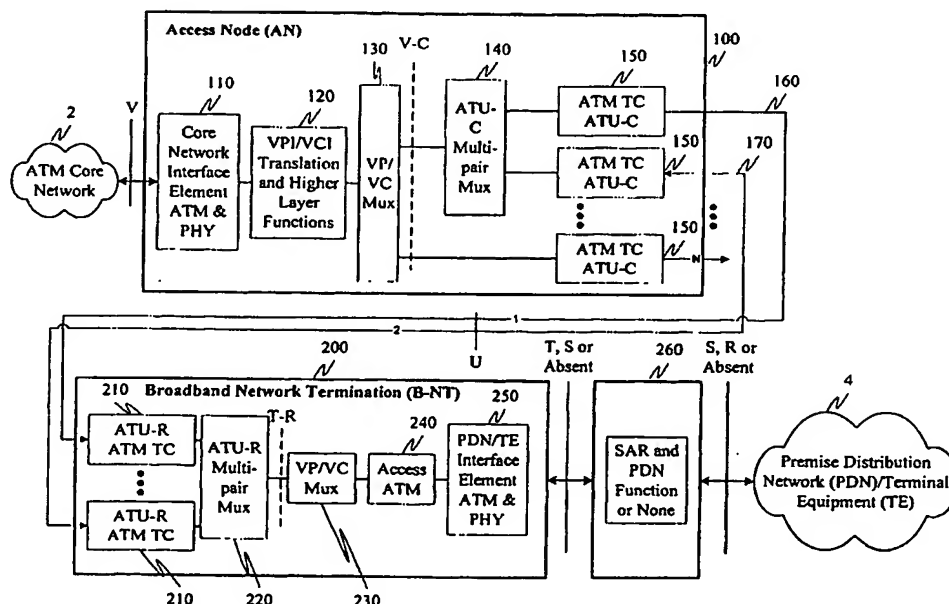 Access Node (AN)
V-C
100
130
140
150
160
110
120
2
V
170
ATM Core
Network
Core
Network
Interface
Element
ATM &
PHY
VPI/VCI
Translation
and Higher
Layer
Functions
VP/
VC
Mux
ATU-
C
Multi-
pair
Mux
ATM TC
ATU-C
150
ATM TC
ATU-C
150
ATM TC
ATU-C
N
1
2
U
200
T, S or
Absent
260
S, R or
Absent
Broadband Network Termination (B-NT)
210
T-R
240
250
4
ATU-R
ATM TC
ATU-R
ATM TC
ATU-R
Multi-
pair
Mux
VP/VC
Mux
Access
ATM
PDN/TE
Interface
Element
ATM &
PHY
SAR and
PDN
Function
or None
Premise Distribution
Network (PDN)/Terminal
Equipment (TE)
210
220
230